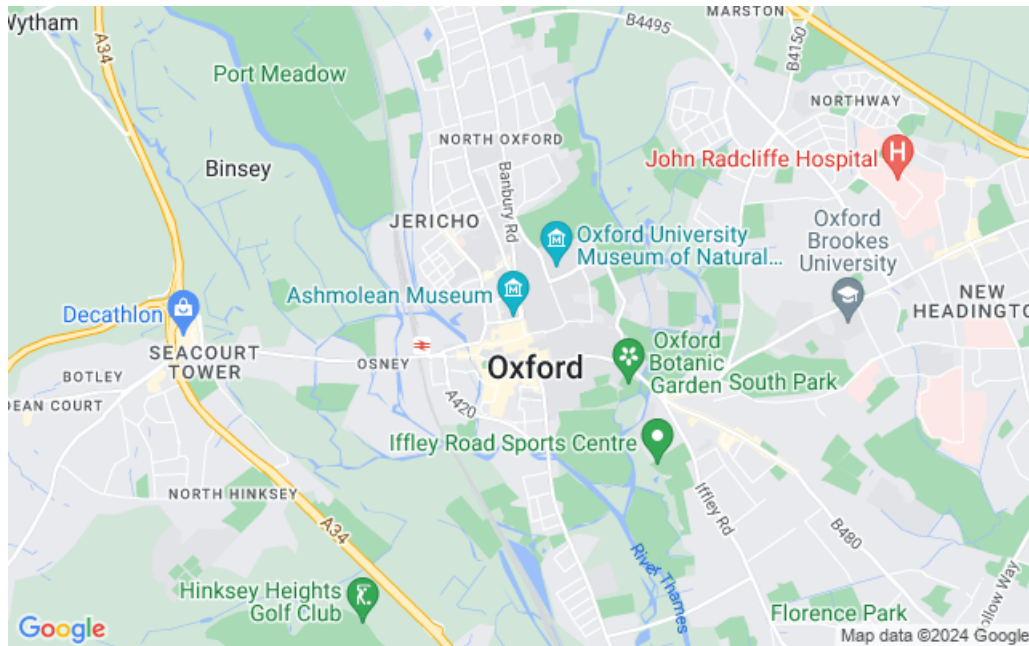 Wytham
A34
Port Meadow
B4495
MARSTON
B4150
NORTHWAY
NORTH OXFORD
Binsey
John Radcliffe Hospital
H
JERICHO
Banbury Rd
Oxford University
Museum of Natural...
Oxford
Brookes
University
Ashmolean Museum
Decathlon
NEW
HEADINGTO
SEACOURT
TOWER
OSNEY
Oxford
Oxford
Botanic
Garden
South Park
BOTLEY
DEAN COURT
A420
Iffley Road Sports Centre
NORTH HINKSEY
Iffley Rd
A34
B480
River Thames
Hinksey Heights
Golf Club
Florence Park
ollow Way
Google
Map data ©2024 Google